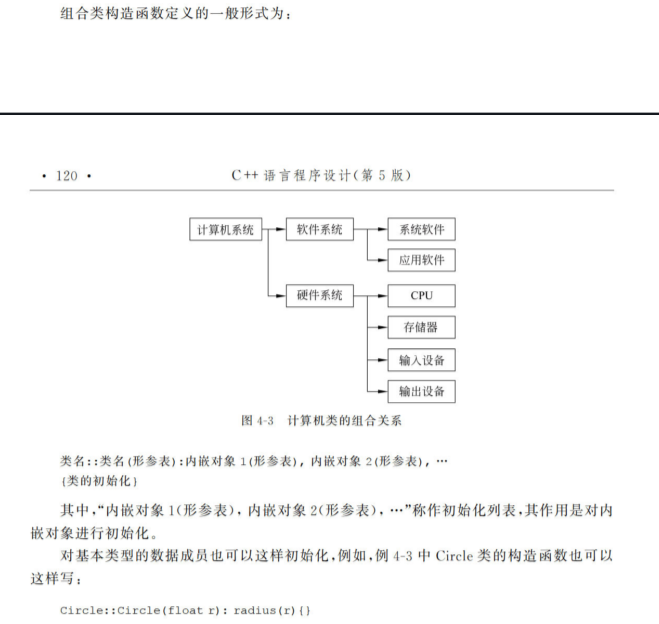 组合类构造函数定义的一般形式为：
• 120 •
C++ 语言程序设计(第 5 版)
计算机系统
软件系统
系统软件
应用软件
硬件系统
CPU
存储器
输入设备
输出设备
图 4-3 计算机类的组合关系
类名::类名(形参表):内嵌对象 1(形参表), 内嵌对象 2(形参表), …
{类的初始化}
其中,“内嵌对象 1(形参表), 内嵌对象 2(形参表), …”称作初始化列表,其作用是对内
嵌对象进行初始化。
对基本类型的数据成员也可以这样初始化,例如,例 4-3 中 Circle 类的构造函数也可以
这样写：
Circle::Circle(float r): radius(r){}